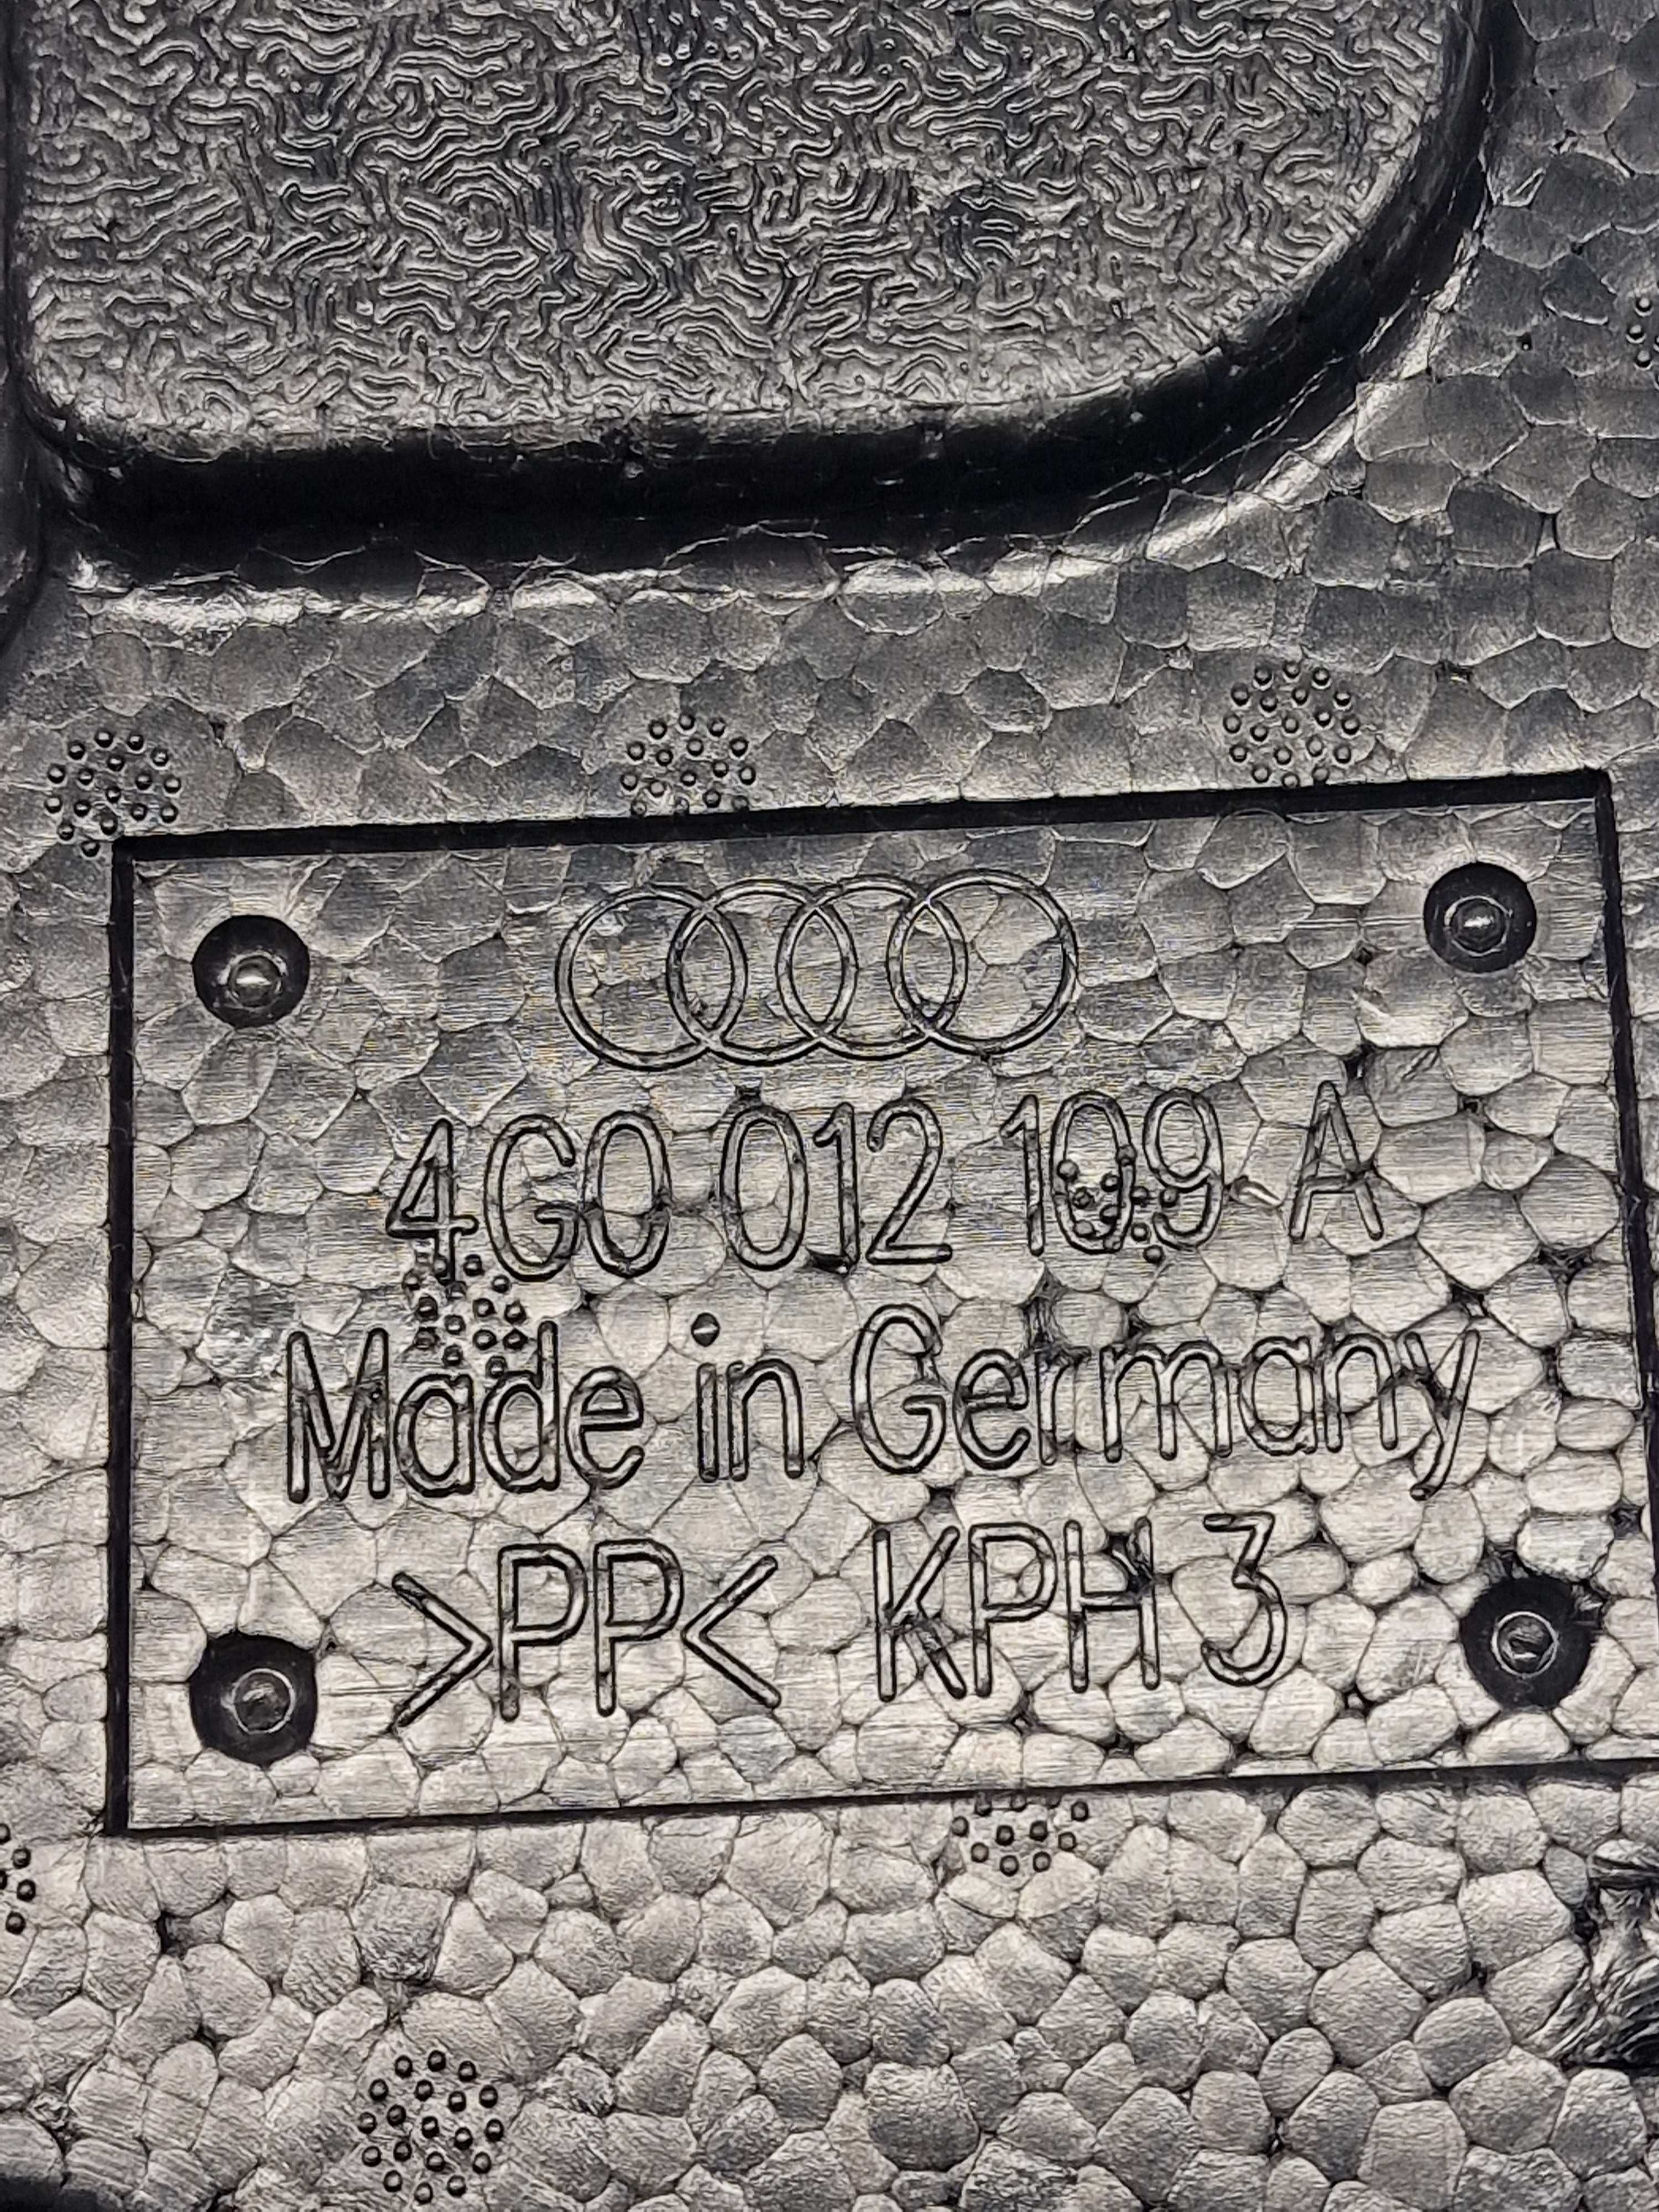 4G0 012 109 A
Made in Germany
>PP< KPH 3